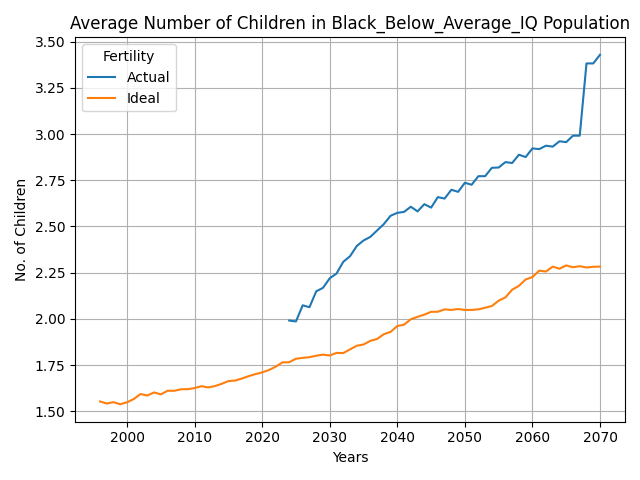 Average Number of Children in Black_Below_Average_IQ Population
Fertility
Actual
Ideal
3.50
3.25
3.00
2.75
2.50
2.25
2.00
1.75
1.50
No. of Children
2000 2010 2020 2030 2040 2050 2060 2070
Years